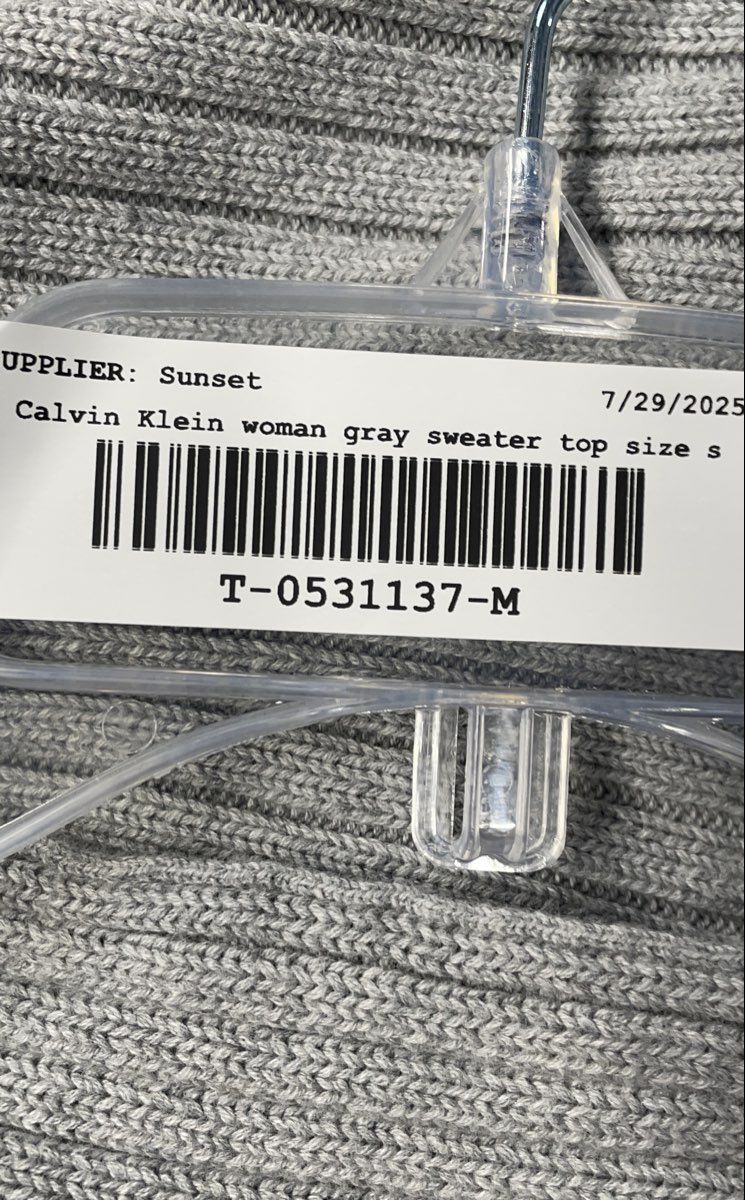 UPPLIER: Sunset 7/29/2025
Calvin Klein woman gray sweater top size s
T-0531137-M